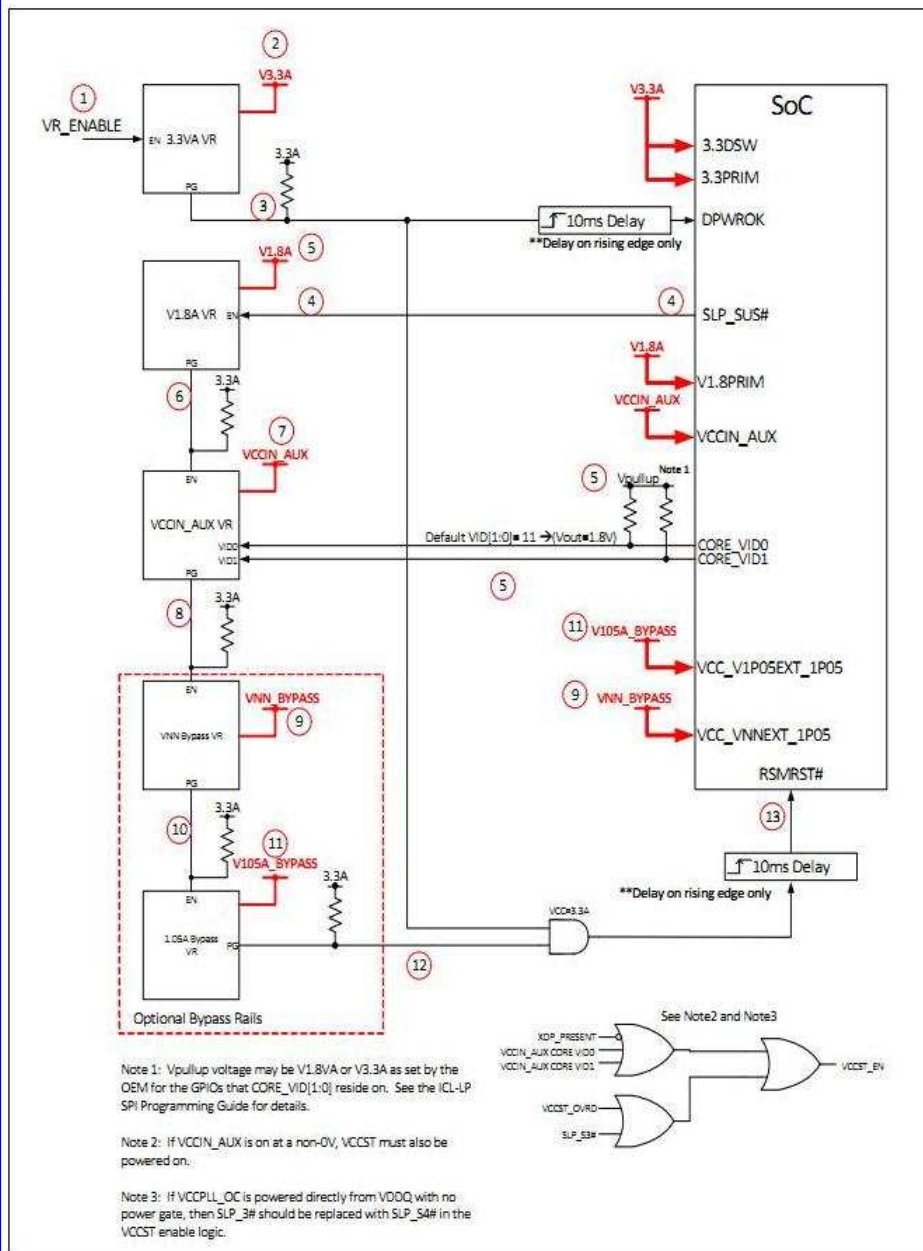 2
V3.3A
1
VR_ENABLE
EN 3.3VA VR
PG
3.3A
3
V3.3A
SoC
3.3DSW
3.3PRIM
10ms Delay
DPWROK
**Delay on rising edge only
V1.8A
5
V1.8A VR
EN
4
4
SLP_SUS#
PG
3.3A
6
V1.8A
V1.8PRIM
VCCIN_AUX
VCCIN_AUX
7
VCCIN_AUX
EN
VCCIN_AUX VR
VID0
VID1
PG
5
Vpullup
Note 1
Default VID[1:0]= 11 →(Vout=1.8V)
CORE_VID0
CORE_VID1
5
3.3A
8
11
V105A_BYPASS
VCC_V1P05EXT_1P05
EN
VNN Bypass VR
PG
VNN_BYPASS
9
9
VNN_BYPASS
VCC_VNNEXT_1P05
RSMRST#
13
3.3A
10
11
V105A_BYPASS
10ms Delay
**Delay on rising edge only
EN
1.05A Bypass
VR
PG
3.3A
VCC=3.3A
12
Optional Bypass Rails
See Note2 and Note3
XDP_PRESENT
VCCIN_AUX CORE VID0
VCCIN_AUX CORE VID1
VCCST_EN
VCCST_OVRD
SLP_S3#
Note 1: Vpullup voltage may be V1.8VA or V3.3A as set by the
OEM for the GPIOs that CORE_VID[1:0] reside on. See the ICL-LP
SPI Programming Guide for details.
Note 2: If VCCIN_AUX is on at a non-0V, VCCST must also be
powered on.
Note 3: If VCCPLL_OC is powered directly from VDDQ with no
power gate, then SLP_3# should be replaced with SLP_S4# in the
VCCST enable logic.